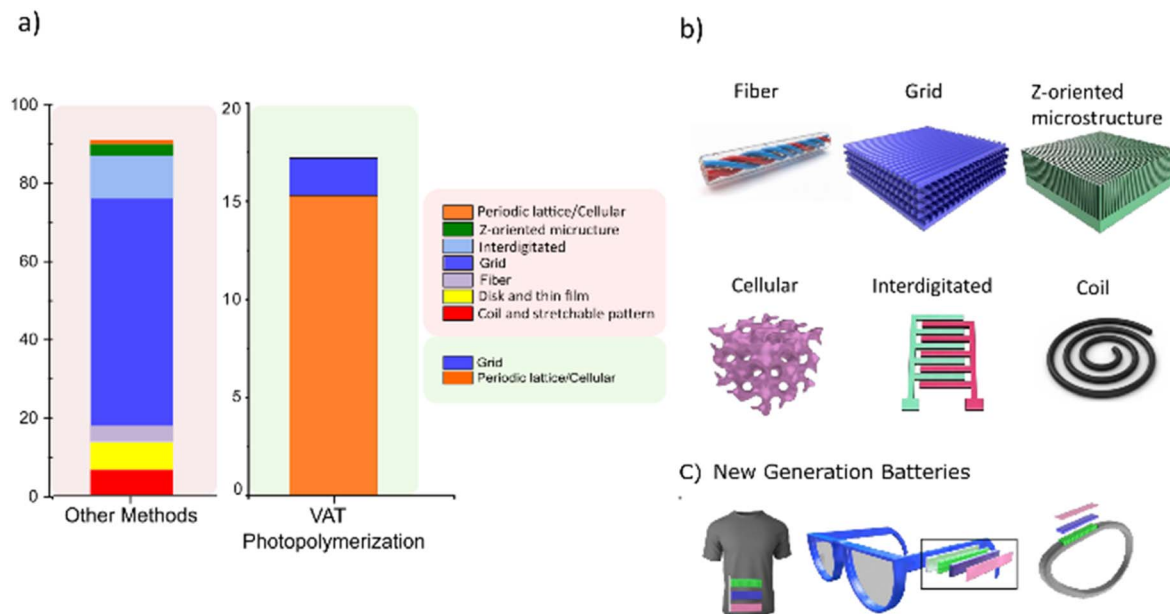 a)
100
80
60
40
20
0
Other Methods
20
15
10
5
0
VAT
Photopolymerization
Periodic lattice/Cellular
Z-oriented micructure
Interdigitated
Grid
Fiber
Disk and thin film
Coil and stretchable pattern
Grid
Periodic lattice/Cellular
b)
Fiber
Grid
Z-oriented
microstructure
Cellular
Interdigitated
Coil
C) New Generation Batteries